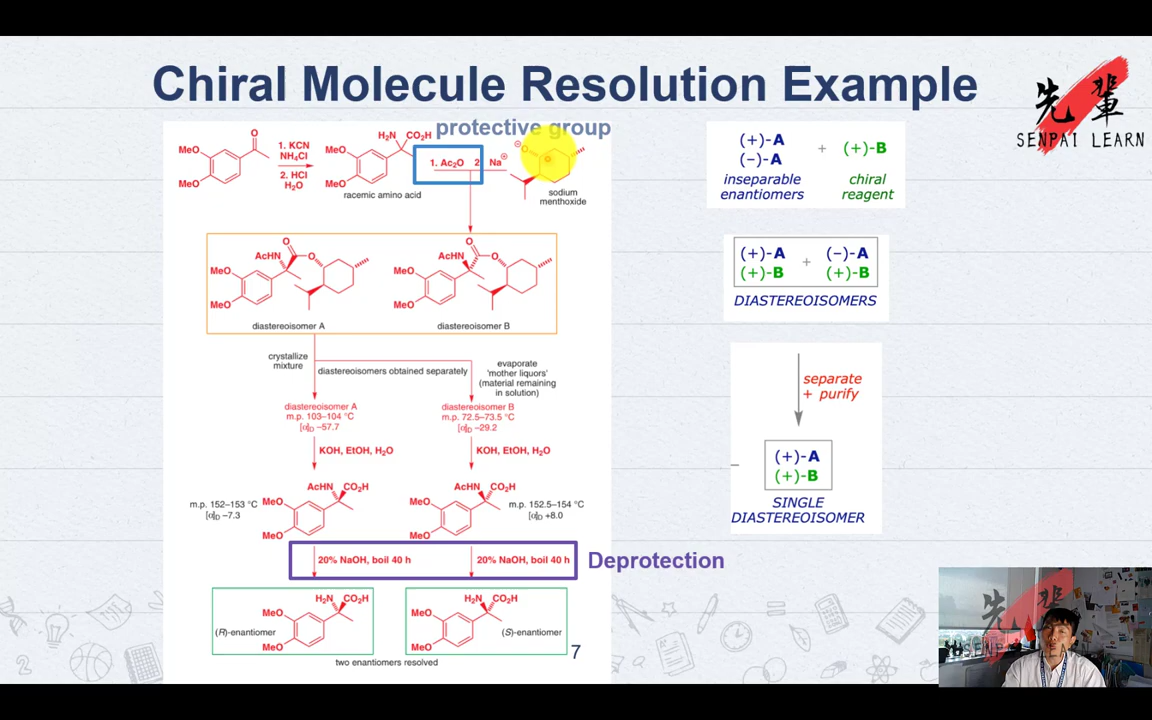 Chiral Molecule Resolution Example
先輩
SENPAI LEARN
protective group
O
MeO
MeO
1. KCN
NH₄Cl
2. HCl
H₂O
H₂N CO₂H
MeO
MeO
racemic amino acid
1. Ac₂O 2
Na⊕
⊖O
sodium
menthoxide
O
AcHN O
MeO
MeO
diastereoisomer A
O
AcHN O
MeO
MeO
diastereoisomer B
crystallize
mixture
diastereoisomers obtained separately
evaporate
'mother liquors'
(material remaining
in solution)
diastereoisomer A
m.p. 103–104 °C
[α]D –57.7
diastereoisomer B
m.p. 72.5–73.5 °C
[α]D –29.2
KOH, EtOH, H₂O
KOH, EtOH, H₂O
m.p. 152–153 °C
[α]D –7.3
AcHN CO₂H
MeO
MeO
AcHN CO₂H
MeO
MeO
m.p. 152.5–154 °C
[α]D +8.0
20% NaOH, boil 40 h
20% NaOH, boil 40 h
Deprotection
(R)-enantiomer
H₂N CO₂H
MeO
MeO
H₂N CO₂H
MeO
MeO
(S)-enantiomer
two enantiomers resolved
7
(+)-A
(−)-A
inseparable
enantiomers
+
(+)-B
chiral
reagent
(+)-A + (−)-A
(+)-B (+)-B
DIASTEREOISOMERS
separate
+ purify
(+)-A
(+)-B
SINGLE
DIASTEREOISOMER
先輩